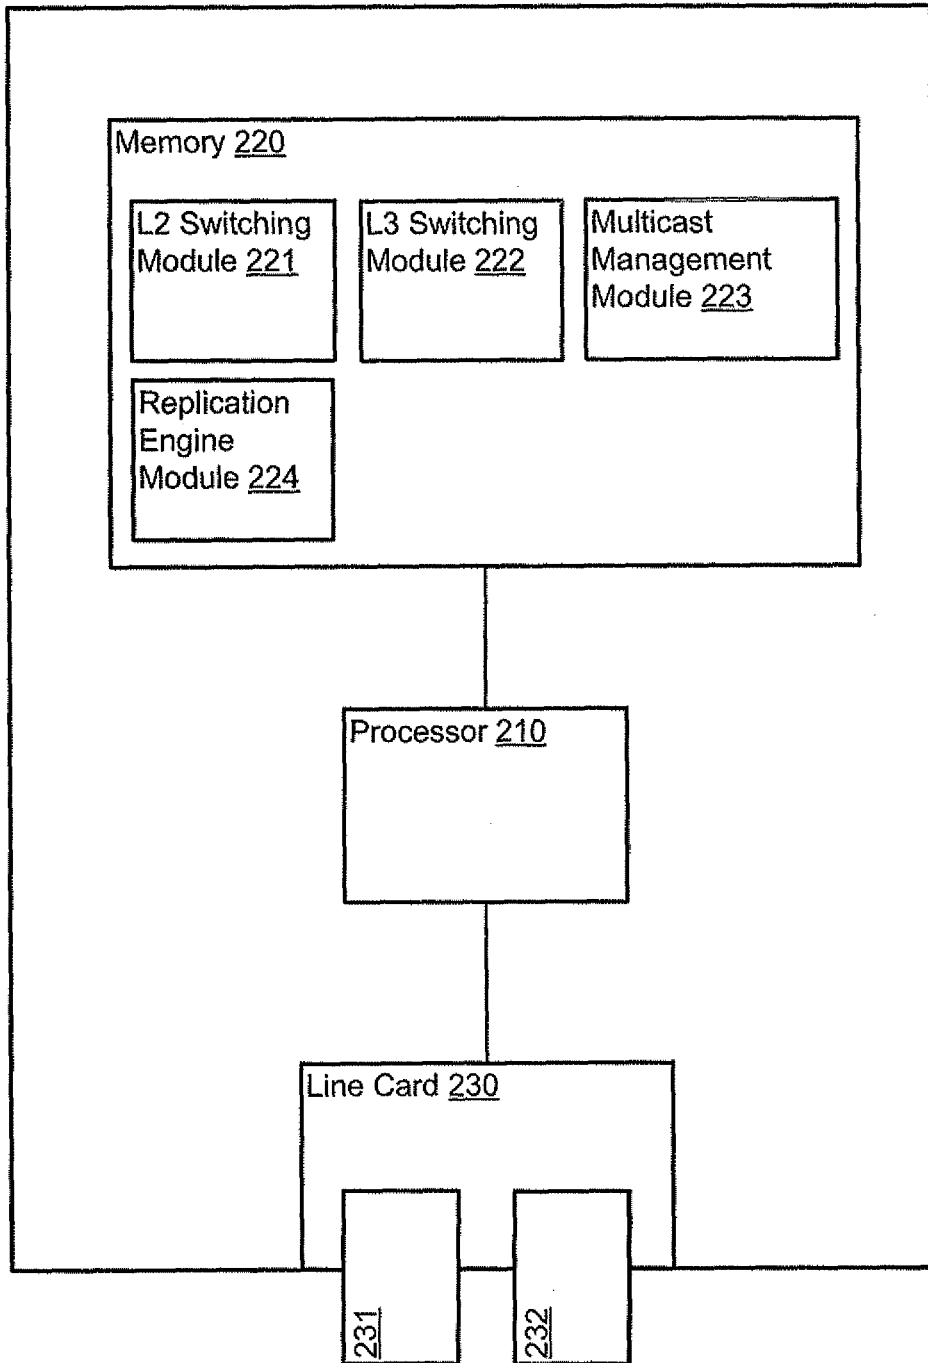 Memory 220
L2 Switching
Module 221
L3 Switching
Module 222
Multicast
Management
Module 223
Replication
Engine
Module 224
Processor 210
Line Card 230
231
232